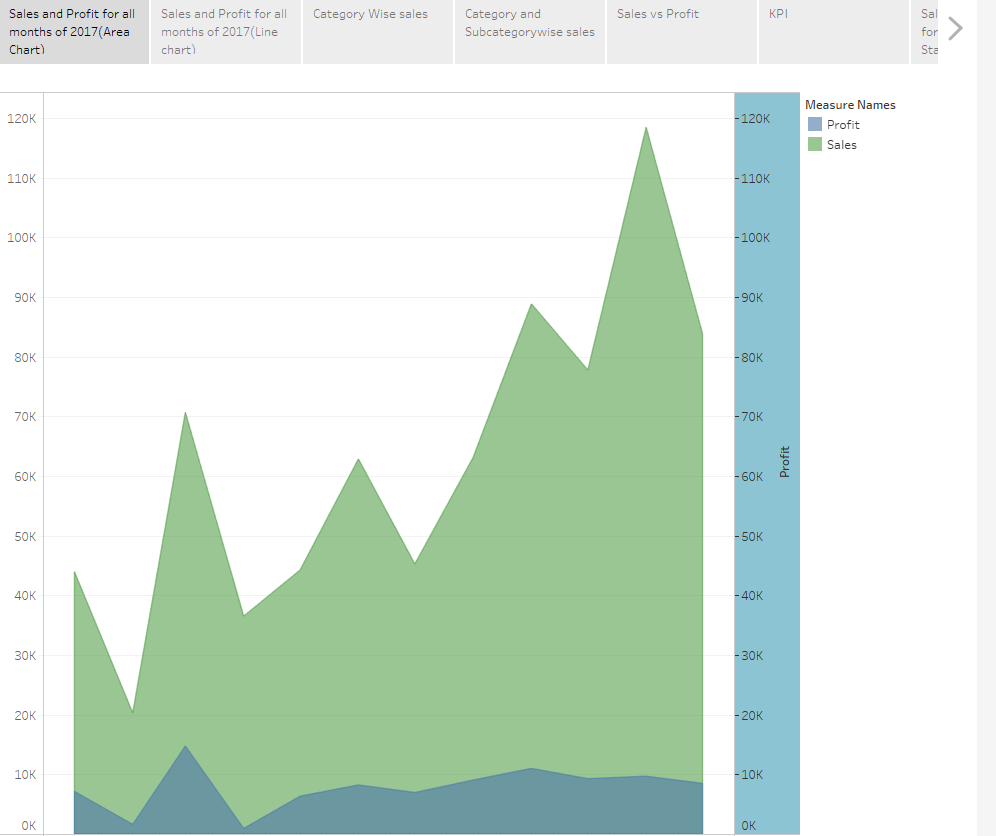 Sales and Profit for all
months of 2017(Area
Chart)
Sales and Profit for all
months of 2017(Line
chart)
Category Wise sales
Category and
Subcategorywise sales
Sales vs Profit
KPI
Sal
for
Sta
120K
110K
100K
90K
80K
70K
60K
50K
40K
30K
20K
10K
0K
120K
110K
100K
90K
80K
70K
60K
50K
40K
30K
20K
10K
0K
Profit
Measure Names
Profit
Sales